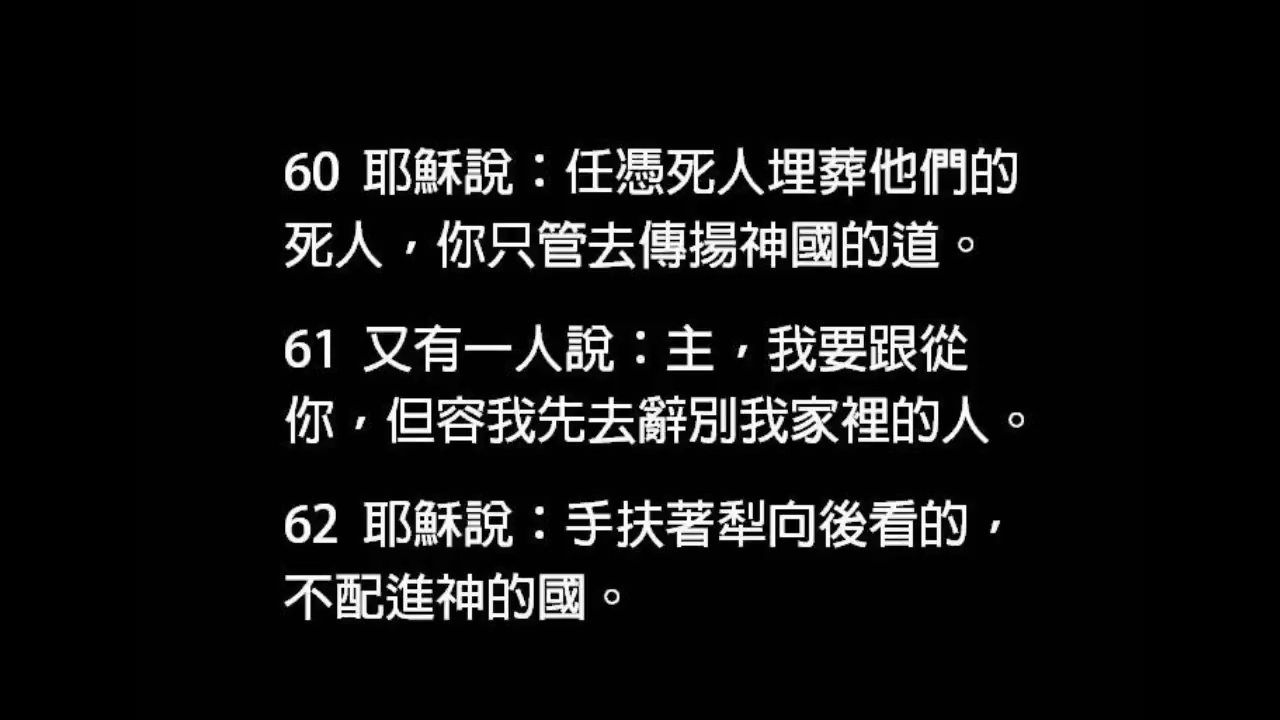 60 耶穌說：任憑死人埋葬他們的
死人，你只管去傳揚神國的道。
61 又有一人說：主，我要跟從
你，但容我先去辭別我家裡的人。
62 耶穌說：手扶著犁向後看的，
不配進神的國。